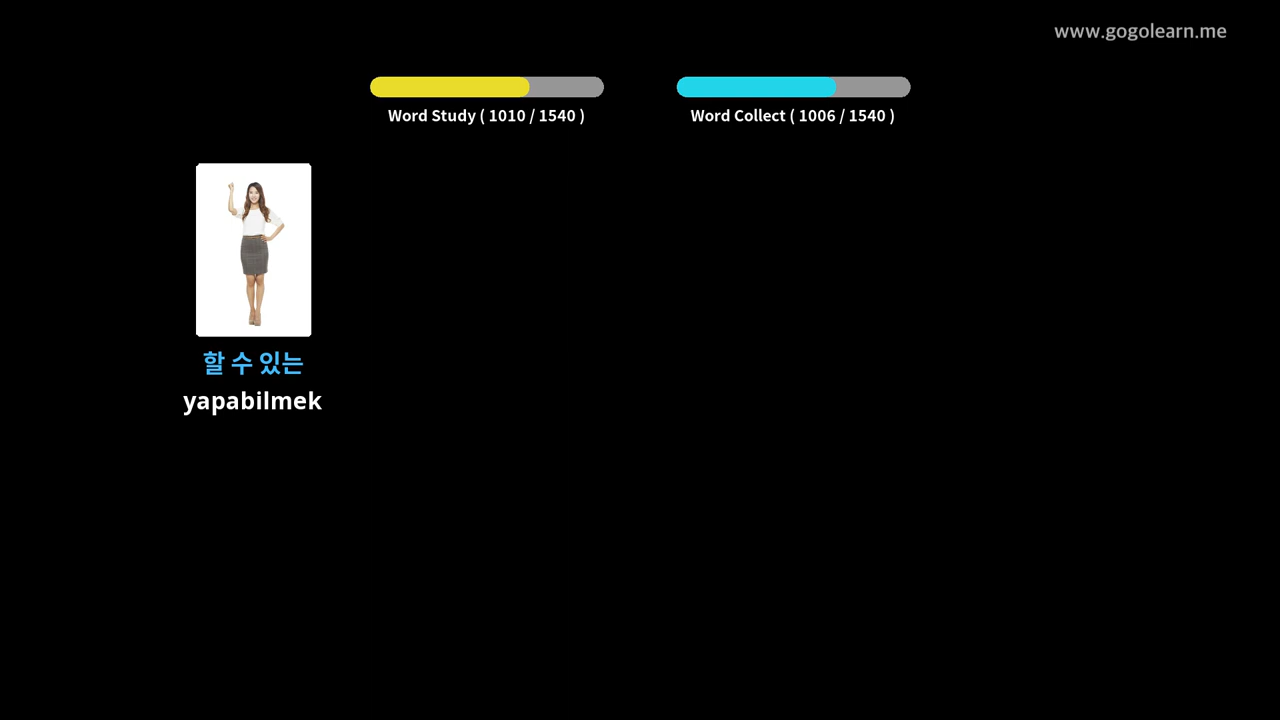 www.gogolearn.me
Word Study ( 1010 / 1540 )
Word Collect ( 1006 / 1540 )
할 수 있는
yapabilmek